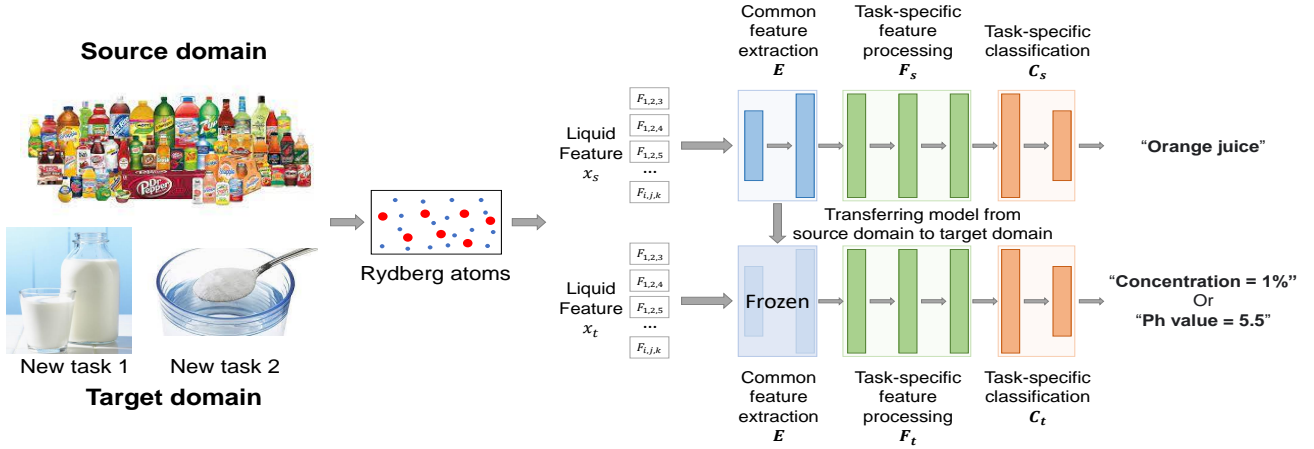 Source domain
Dr Pepper
New task 1
New task 2
Target domain
Rydberg atoms
Liquid
Feature
x_s
F_{1,2,3}
F_{1,2,4}
F_{1,2,5}
...
F_{i,j,k}
Common
feature
extraction
E
Task-specific
feature
processing
F_s
Task-specific
classification
C_s
“Orange juice”
Transferring model from
source domain to target domain
Liquid
Feature
x_t
F_{1,2,3}
F_{1,2,4}
F_{1,2,5}
...
F_{i,j,k}
Frozen
“Concentration = 1%”
Or
“Ph value = 5.5”
Common
feature
extraction
E
Task-specific
feature
processing
F_t
Task-specific
classification
C_t